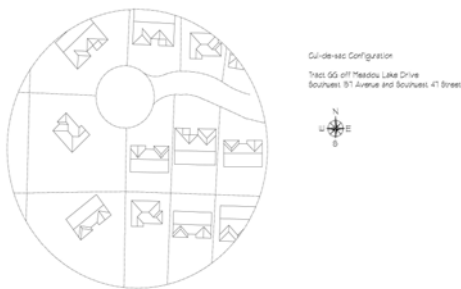 Cul-de-sac Configuration
Tract GG off Meadow Lake Drive
Southwest 157 Avenue and Southwest 47 Street
N
W E
S